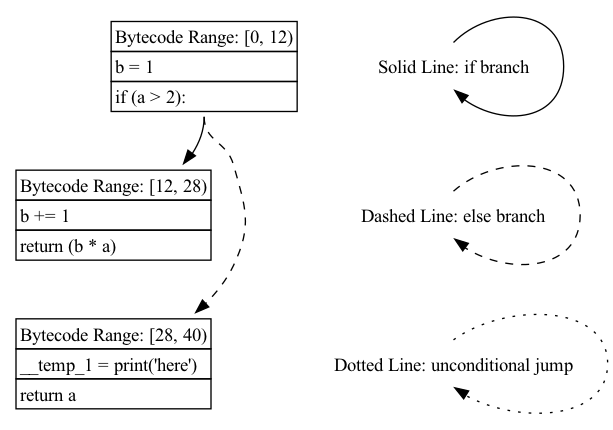 Bytecode Range: [0, 12)
b = 1
if (a > 2):
Solid Line: if branch
Bytecode Range: [12, 28)
b += 1
return (b * a)
Dashed Line: else branch
Bytecode Range: [28, 40)
__temp_1 = print('here')
return a
Dotted Line: unconditional jump